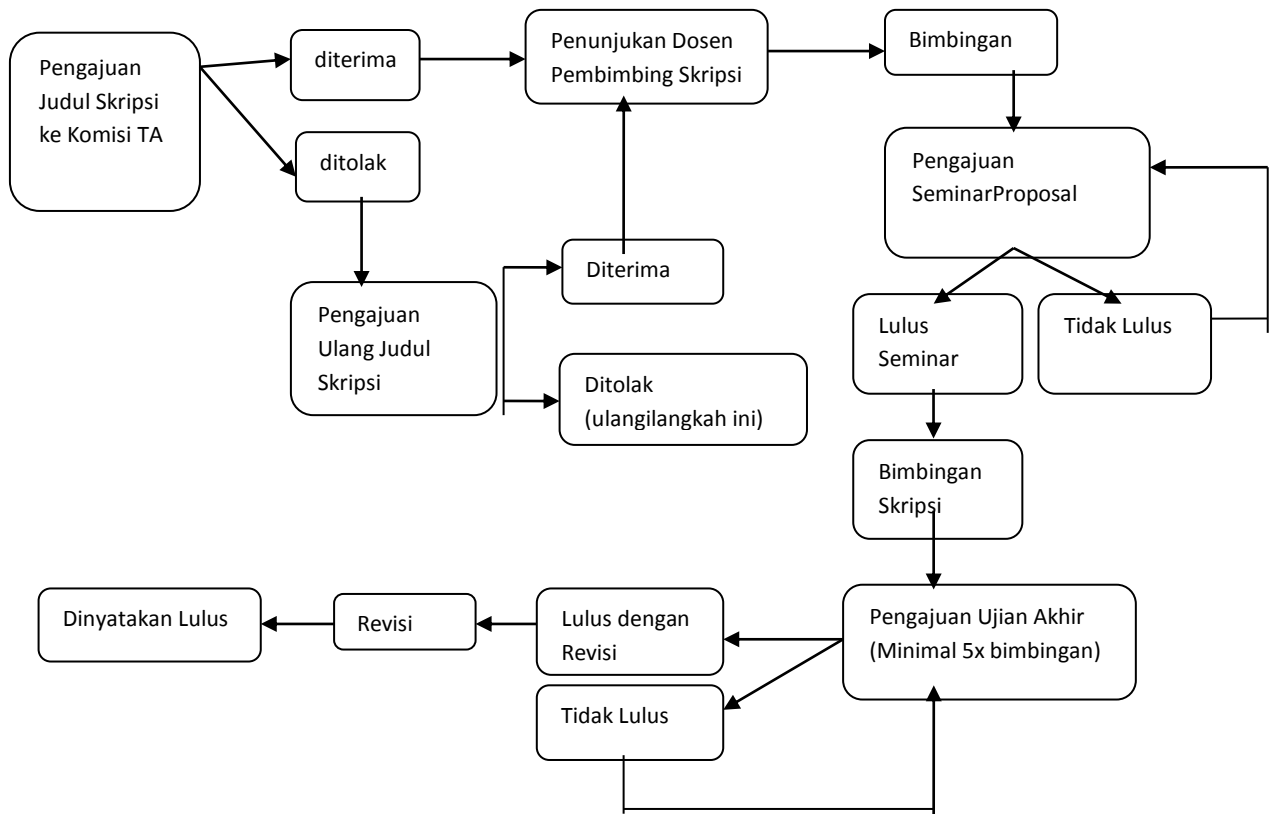 Pengajuan
Judul Skripsi
ke Komisi TA
diterima
ditolak
Penunjukan Dosen
Pembimbing Skripsi
Bimbingan
Pengajuan
SeminarProposal
Pengajuan
Ulang Judul
Skripsi
Diterima
Ditolak
(ulangilangkah ini)
Lulus
Seminar
Tidak Lulus
Bimbingan
Skripsi
Pengajuan Ujian Akhir
(Minimal 5x bimbingan)
Lulus dengan
Revisi
Tidak Lulus
Revisi
Dinyatakan Lulus